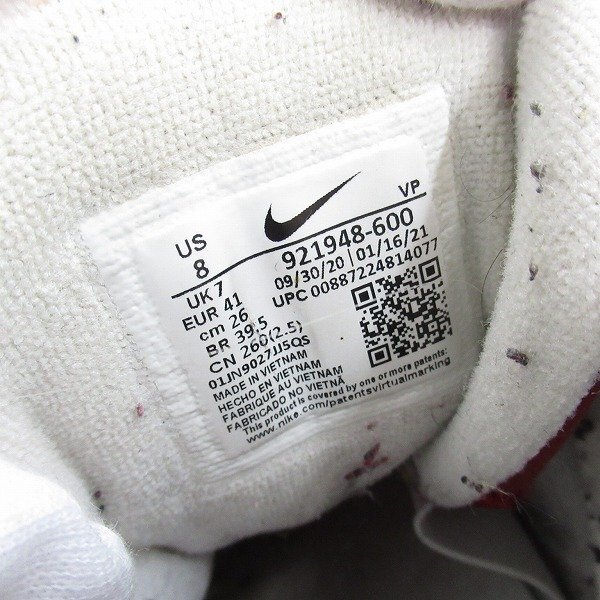 VP
US
8
921948-600
09/30/20 | 01/16/21
UPC 00887224814077
UK 7
EUR 41
cm 26
BR 39.5
CN 260(2.5)
01JN9027JJ5QS
MADE IN VIETNAM
HECHO EN VIETNAM
FABRIQUE AU VIETNAM
FABRICADO NO VIETNÃ
This product is covered by one or more patents:
www.nike.com/patentsvirtualmarking